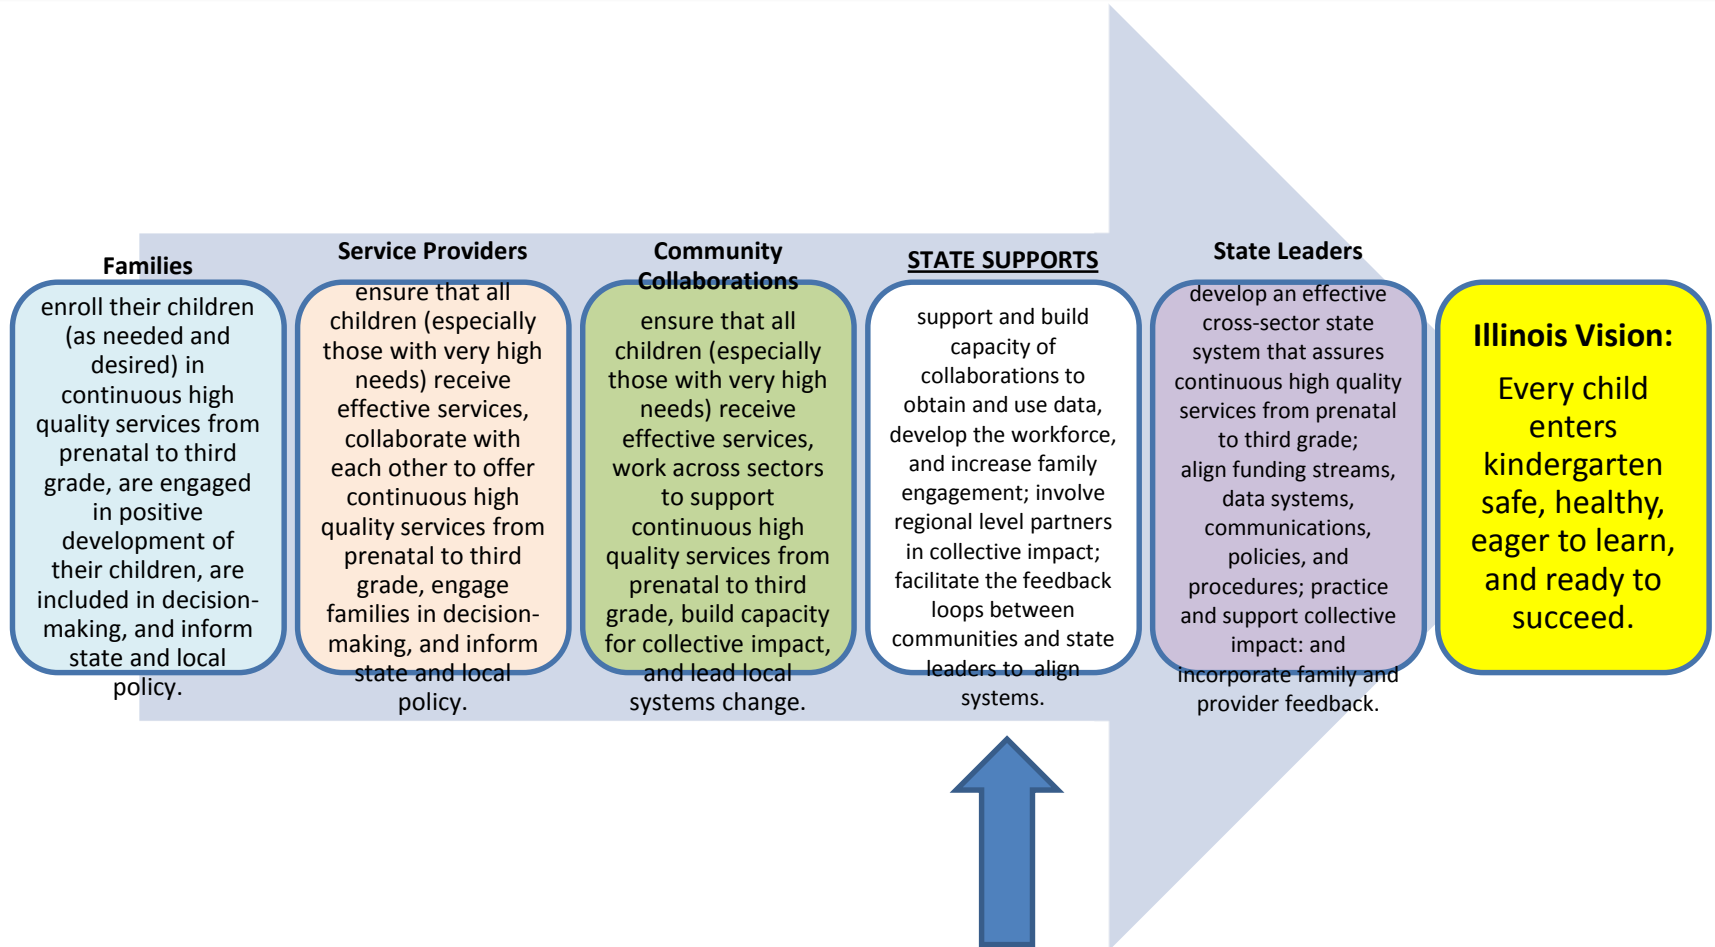 Families
enroll their children
(as needed and
desired) in
continuous high
quality services from
prenatal to third
grade, are engaged
in positive
development of
their children, are
included in decision-
making, and inform
state and local
policy.
Service Providers
ensure that all
children (especially
those with very high
needs) receive
effective services,
collaborate with
each other to offer
continuous high
quality services from
prenatal to third
grade, engage
families in decision-
making, and inform
state and local
policy.
Community
Collaborations
ensure that all
children (especially
those with very high
needs) receive
effective services,
work across sectors
to support
continuous high
quality services from
prenatal to third
grade, build capacity
for collective impact,
and lead local
systems change.
STATE SUPPORTS
support and build
capacity of
collaborations to
obtain and use data,
develop the workforce,
and increase family
engagement; involve
regional level partners
in collective impact;
facilitate the feedback
loops between
communities and state
leaders to align
systems.
State Leaders
develop an effective
cross-sector state
system that assures
continuous high quality
services from prenatal
to third grade;
align funding streams,
data systems,
communications,
policies, and
procedures; practice
and support collective
impact: and
incorporate family and
provider feedback.
Illinois Vision:
Every child
enters
kindergarten
safe, healthy,
eager to learn,
and ready to
succeed.